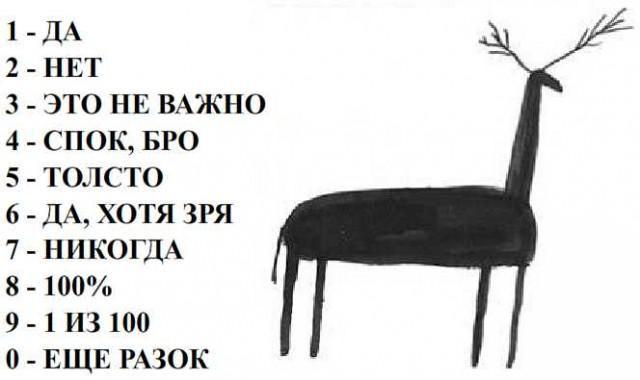 1 - ДА
2 - НЕТ
3 - ЭТО НЕ ВАЖНО
4 - СПОК, БРО
5 - ТОЛСТО
6 - ДА, ХОТЯ ЗРЯ
7 - НИКОГДА
8 - 100%
9 - 1 ИЗ 100
0 - ЕЩЕ РАЗОК